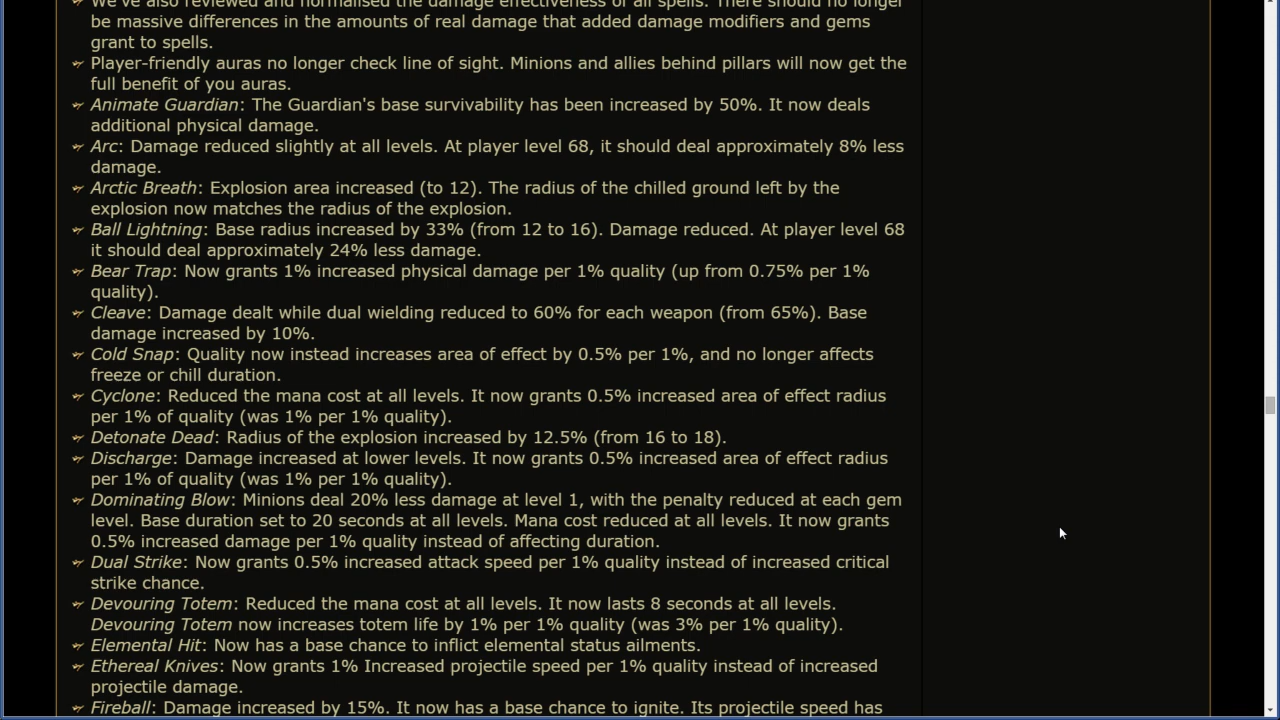 We've also reviewed and normalised the damage effectiveness of all spells. There should no longer
be massive differences in the amounts of real damage that added damage modifiers and gems
grant to spells.
Player-friendly auras no longer check line of sight. Minions and allies behind pillars will now get the
full benefit of you auras.
Animate Guardian: The Guardian's base survivability has been increased by 50%. It now deals
additional physical damage.
Arc: Damage reduced slightly at all levels. At player level 68, it should deal approximately 8% less
damage.
Arctic Breath: Explosion area increased (to 12). The radius of the chilled ground left by the
explosion now matches the radius of the explosion.
Ball Lightning: Base radius increased by 33% (from 12 to 16). Damage reduced. At player level 68
it should deal approximately 24% less damage.
Bear Trap: Now grants 1% increased physical damage per 1% quality (up from 0.75% per 1%
quality).
Cleave: Damage dealt while dual wielding reduced to 60% for each weapon (from 65%). Base
damage increased by 10%.
Cold Snap: Quality now instead increases area of effect by 0.5% per 1%, and no longer affects
freeze or chill duration.
Cyclone: Reduced the mana cost at all levels. It now grants 0.5% increased area of effect radius
per 1% of quality (was 1% per 1% quality).
Detonate Dead: Radius of the explosion increased by 12.5% (from 16 to 18).
Discharge: Damage increased at lower levels. It now grants 0.5% increased area of effect radius
per 1% of quality (was 1% per 1% quality).
Dominating Blow: Minions deal 20% less damage at level 1, with the penalty reduced at each gem
level. Base duration set to 20 seconds at all levels. Mana cost reduced at all levels. It now grants
0.5% increased damage per 1% quality instead of affecting duration.
Dual Strike: Now grants 0.5% increased attack speed per 1% quality instead of increased critical
strike chance.
Devouring Totem: Reduced the mana cost at all levels. It now lasts 8 seconds at all levels.
Devouring Totem now increases totem life by 1% per 1% quality (was 3% per 1% quality).
Elemental Hit: Now has a base chance to inflict elemental status ailments.
Ethereal Knives: Now grants 1% Increased projectile speed per 1% quality instead of increased
projectile damage.
Fireball: Damage increased by 15%. It now has a base chance to ignite. Its projectile speed has